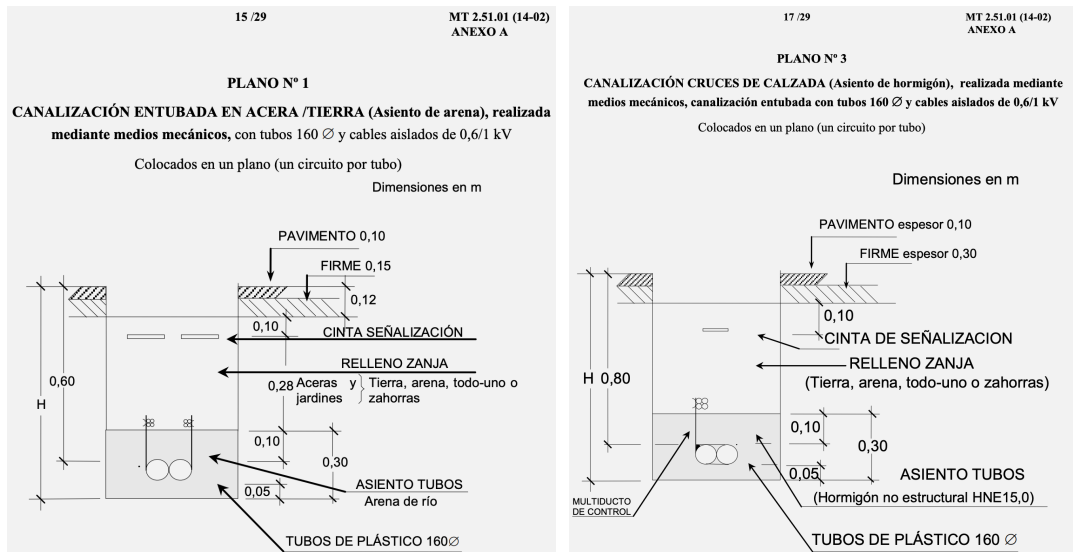 15 /29
MT 2.51.01 (14-02)
ANEXO A
PLANO Nº 1
CANALIZACIÓN ENTUBADA EN ACERA /TIERRA (Asiento de arena), realizada
mediante medios mecánicos, con tubos 160 ∅ y cables aislados de 0,6/1 kV
Colocados en un plano (un circuito por tubo)
Dimensiones en m
PAVIMENTO 0,10
FIRME 0,15
0,12
0,10
CINTA SEÑALIZACIÓN
RELLENO ZANJA
0,60
0,28
Aceras y
jardines
Tierra, arena, todo-uno o
zahorras
H
0,10
0,30
ASIENTO TUBOS
0,05
Arena de río
TUBOS DE PLÁSTICO 160∅
17 /29
MT 2.51.01 (14-02)
ANEXO A
PLANO Nº 3
CANALIZACIÓN CRUCES DE CALZADA (Asiento de hormigón), realizada mediante
medios mecánicos, canalización entubada con tubos 160 ∅ y cables aislados de 0,6/1 kV
Colocados en un plano (un circuito por tubo)
Dimensiones en m
PAVIMENTO espesor 0,10
FIRME espesor 0,30
0,10
CINTA DE SEÑALIZACION
RELLENO ZANJA
H 0,80
(Tierra, arena, todo-uno o zahorras)
0,10
0,30
0,05
ASIENTO TUBOS
(Hormigón no estructural HNE15,0)
MULTIDUCTO
DE CONTROL
TUBOS DE PLÁSTICO 160 ∅